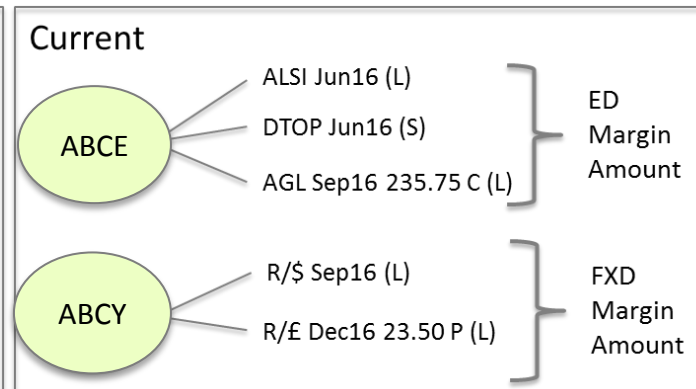 Current
ABCE
ALSI Jun16 (L)
DTOP Jun16 (S)
AGL Sep16 235.75 C (L)
ED
Margin
Amount
ABCY
R/$ Sep16 (L)
R/£ Dec16 23.50 P (L)
FXD
Margin
Amount